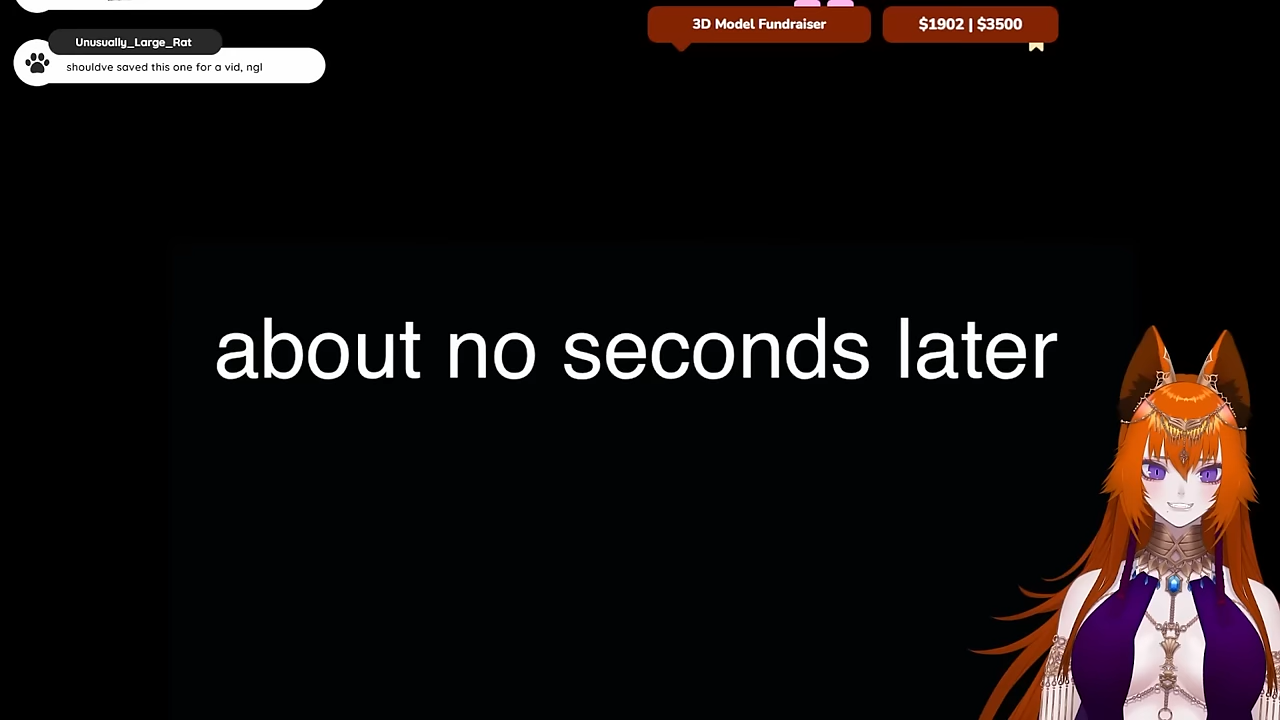 3D Model Fundraiser
$1902 | $3500
Unusually_Large_Rat
shouldve saved this one for a vid, ngl
about no seconds later